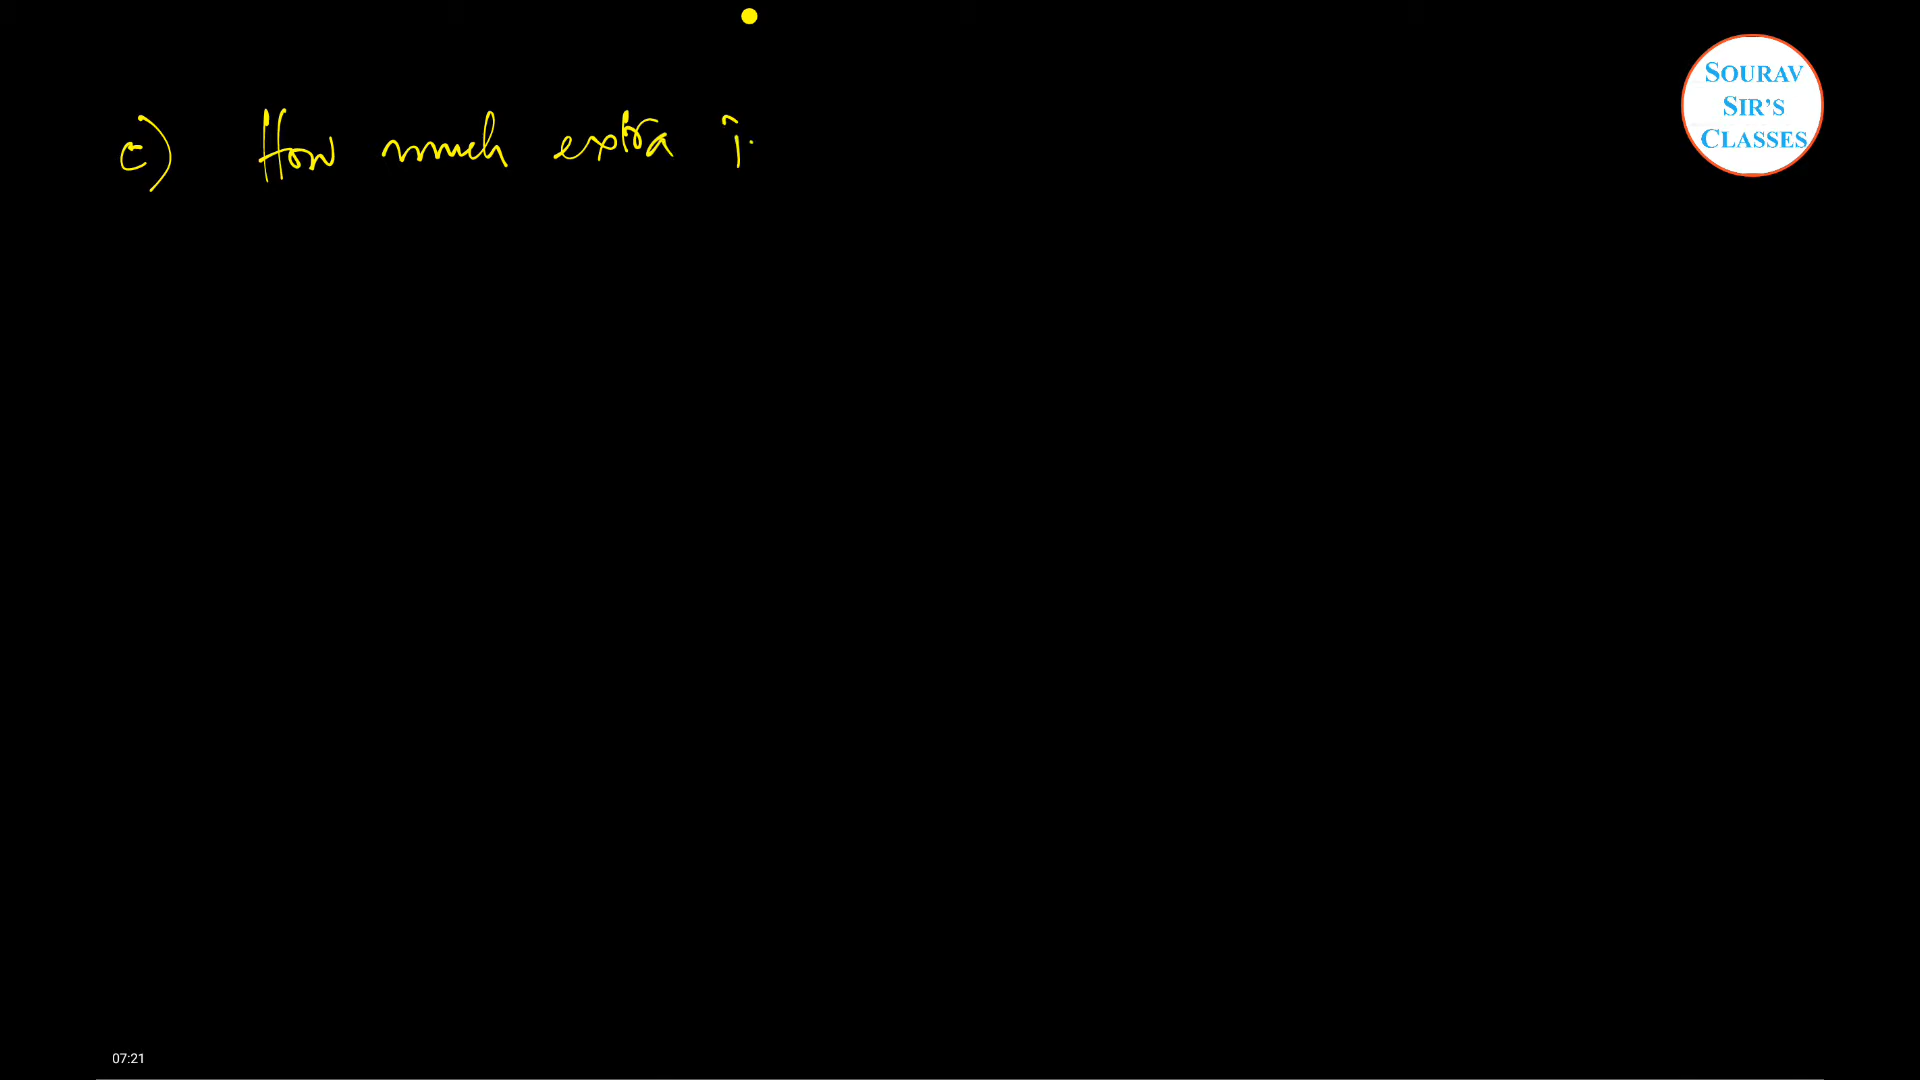 c) How much extra i
SOURAV
SIR'S
CLASSES
07:21